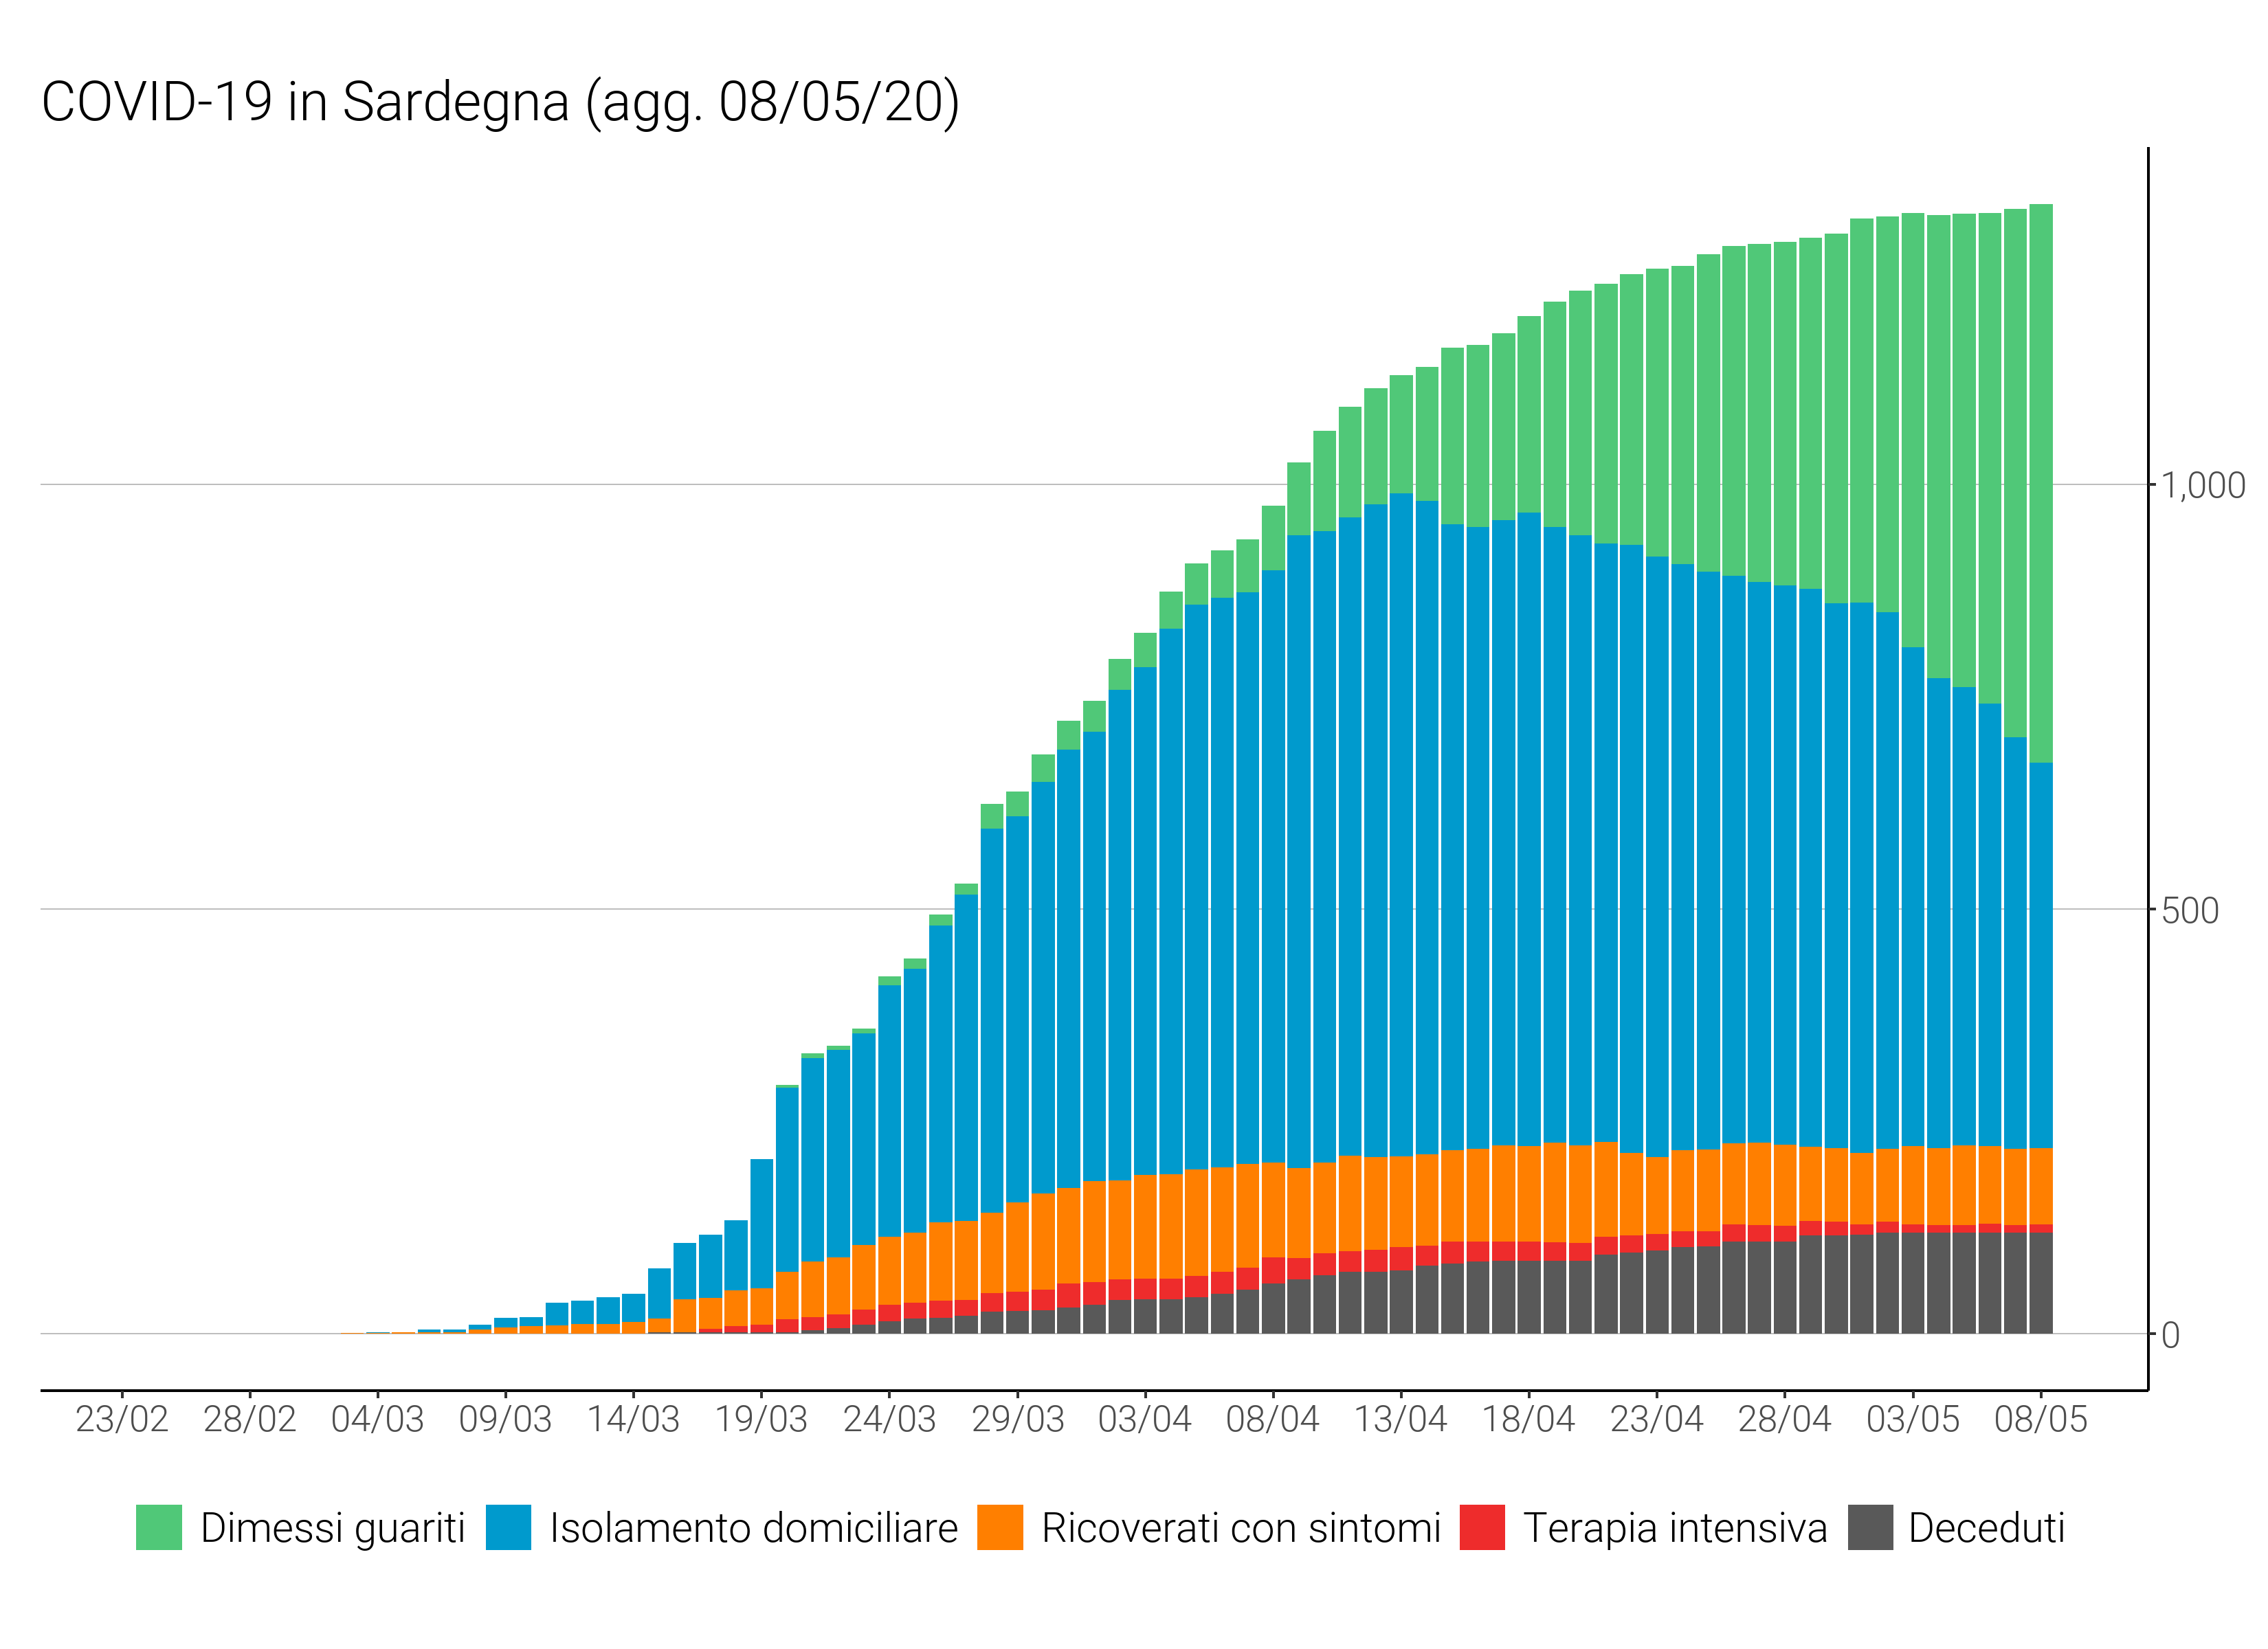 COVID-19 in Sardegna (agg. 08/05/20)
1,000
500
0
23/02 28/02 04/03 09/03 14/03 19/03 24/03 29/03 03/04 08/04 13/04 18/04 23/04 28/04 03/05 08/05
Dimessi guariti Isolamento domiciliare Ricoverati con sintomi Terapia intensiva Deceduti